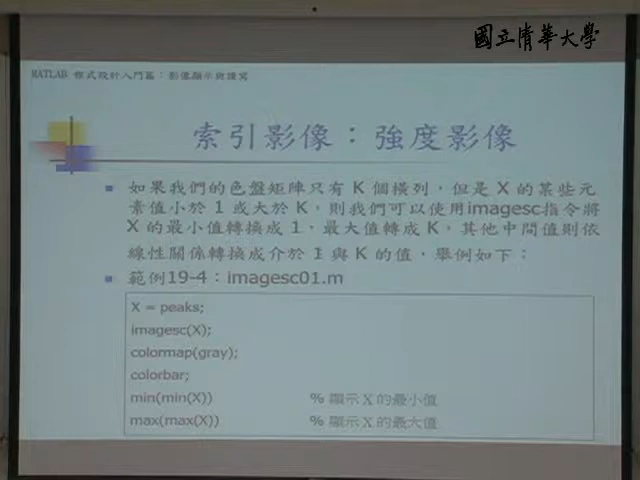 國立清華大學
MATLAB 程式設計入門篇：影像顯示與讀寫
索引影像：強度影像
如果我們的色盤矩陣只有 K 個橫列，但是 X 的某些元
素值小於 1 或大於 K，則我們可以使用imagesc指令將
X 的最小值轉換成 1，最大值轉成 K，其他中間值則依
線性關係轉換成介於 1 與 K 的值，舉例如下：
範例19-4：imagesc01.m
X = peaks;
imagesc(X);
colormap(gray);
colorbar;
min(min(X)) % 顯示 X 的最小值
max(max(X)) % 顯示 X 的最大值